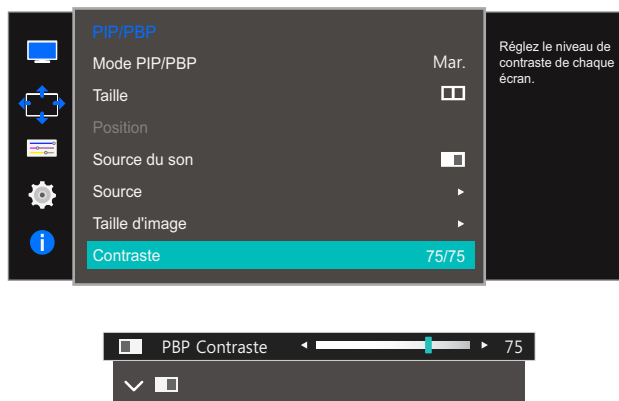 PIP/PBP
Mode PIP/PBP Mar.
Taille
Position
Source du son
Source
Taille d'image
Contraste 75/75
Réglez le niveau de
contraste de chaque
écran.
PBP Contraste 75